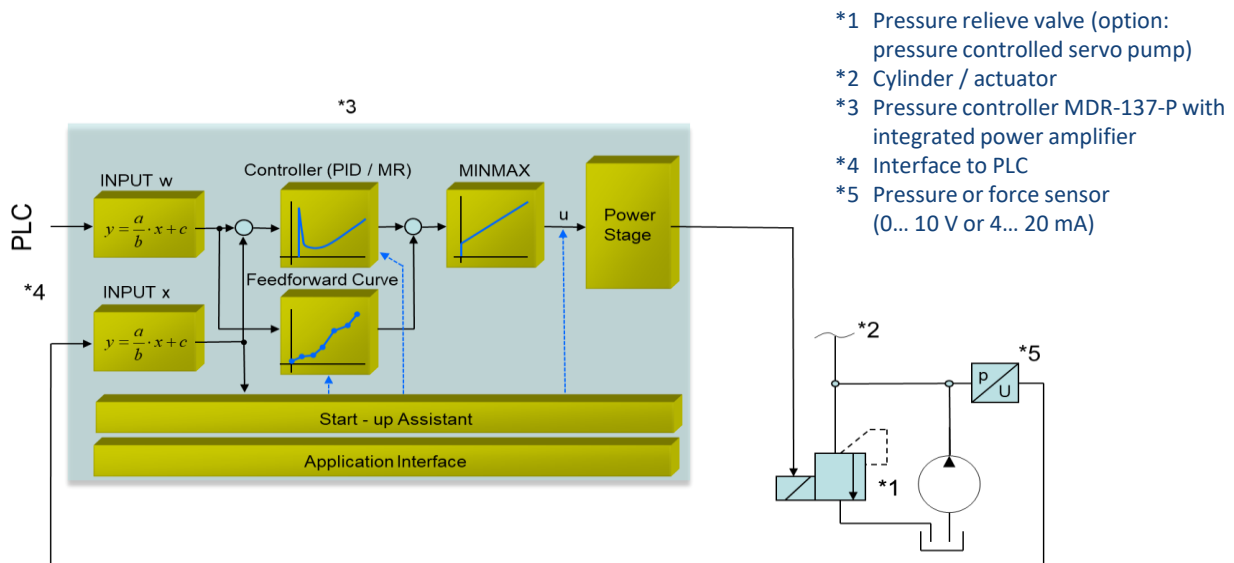 *1 Pressure relieve valve (option:
pressure controlled servo pump)
*2 Cylinder / actuator
*3 Pressure controller MDR-137-P with
integrated power amplifier
*4 Interface to PLC
*5 Pressure or force sensor
(0... 10 V or 4... 20 mA)
*3
INPUT w
Controller (PID / MR)
MINMAX
PLC
y = a/b · x + c
u
Power
Stage
*4
INPUT x
Feedforward Curve
y = a/b · x + c
*2
*5
p
U
Start - up Assistant
Application Interface
*1